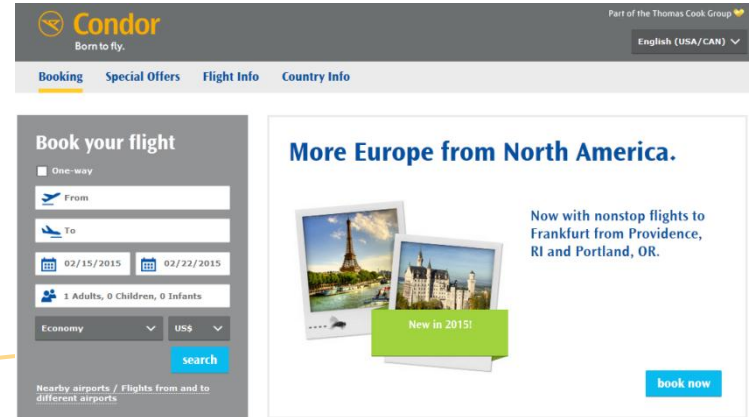 Condor
Born to fly.
Part of the Thomas Cook Group
English (USA/CAN)
Booking
Special Offers
Flight Info
Country Info
Book your flight
One-way
From
To
02/15/2015
02/22/2015
1 Adults, 0 Children, 0 Infants
Economy
US$
search
Nearby airports / Flights from and to
different airports
More Europe from North America.
Now with nonstop flights to
Frankfurt from Providence,
RI and Portland, OR.
New in 2015!
book now